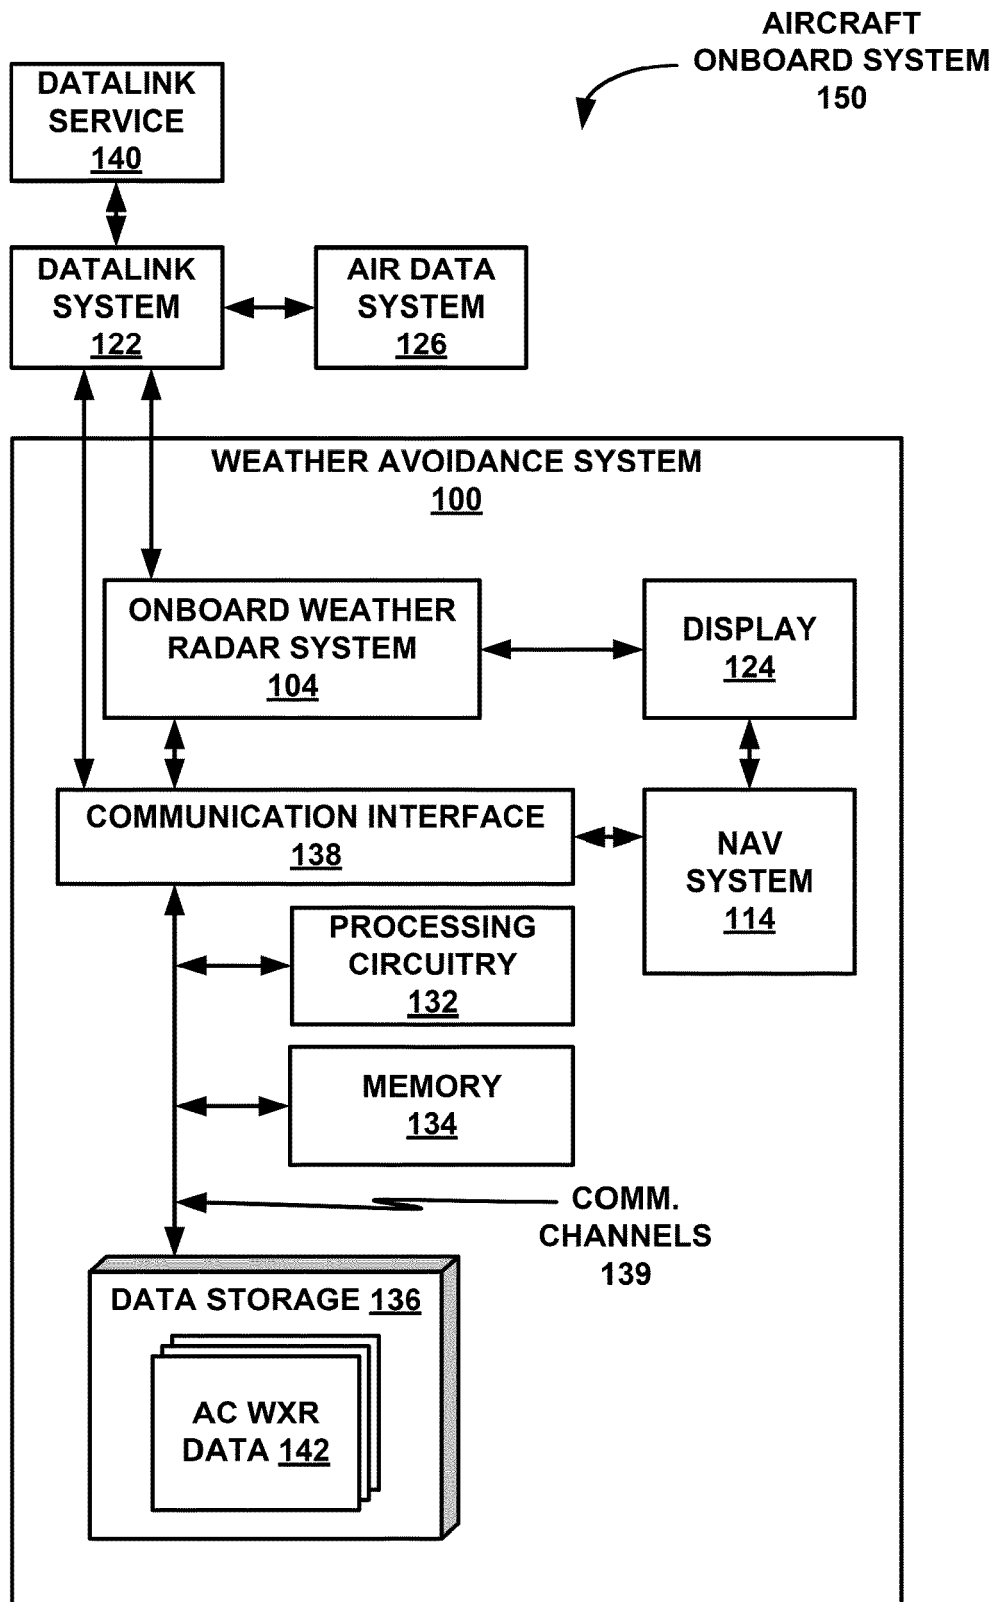 AIRCRAFT
ONBOARD SYSTEM
150
DATALINK
SERVICE
140
DATALINK
SYSTEM
122
AIR DATA
SYSTEM
126
WEATHER AVOIDANCE SYSTEM
100
ONBOARD WEATHER
RADAR SYSTEM
104
DISPLAY
124
COMMUNICATION INTERFACE
138
NAV
SYSTEM
114
PROCESSING
CIRCUITRY
132
MEMORY
134
COMM.
CHANNELS
139
DATA STORAGE 136
AC WXR
DATA 142